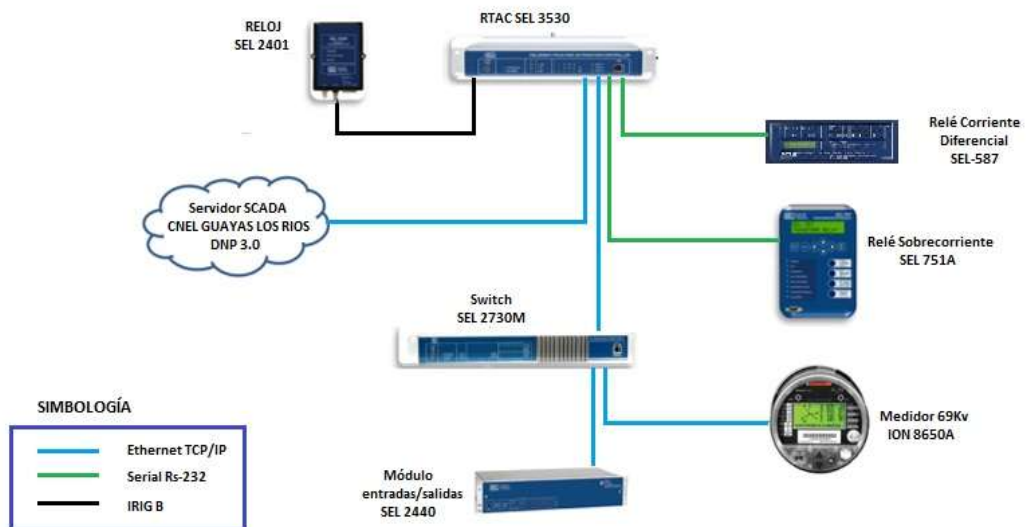 RELOJ
SEL 2401
RTAC SEL 3530
Relé Corriente
Diferencial
SEL-587
Servidor SCADA
CNEL GUAYAS LOS RIOS
DNP 3.0
Relé Sobrecorriente
SEL 751A
Switch
SEL 2730M
SIMBOLOGÍA
Ethernet TCP/IP
Serial Rs-232
IRIG B
Medidor 69Kv
ION 8650A
Módulo
entradas/salidas
SEL 2440